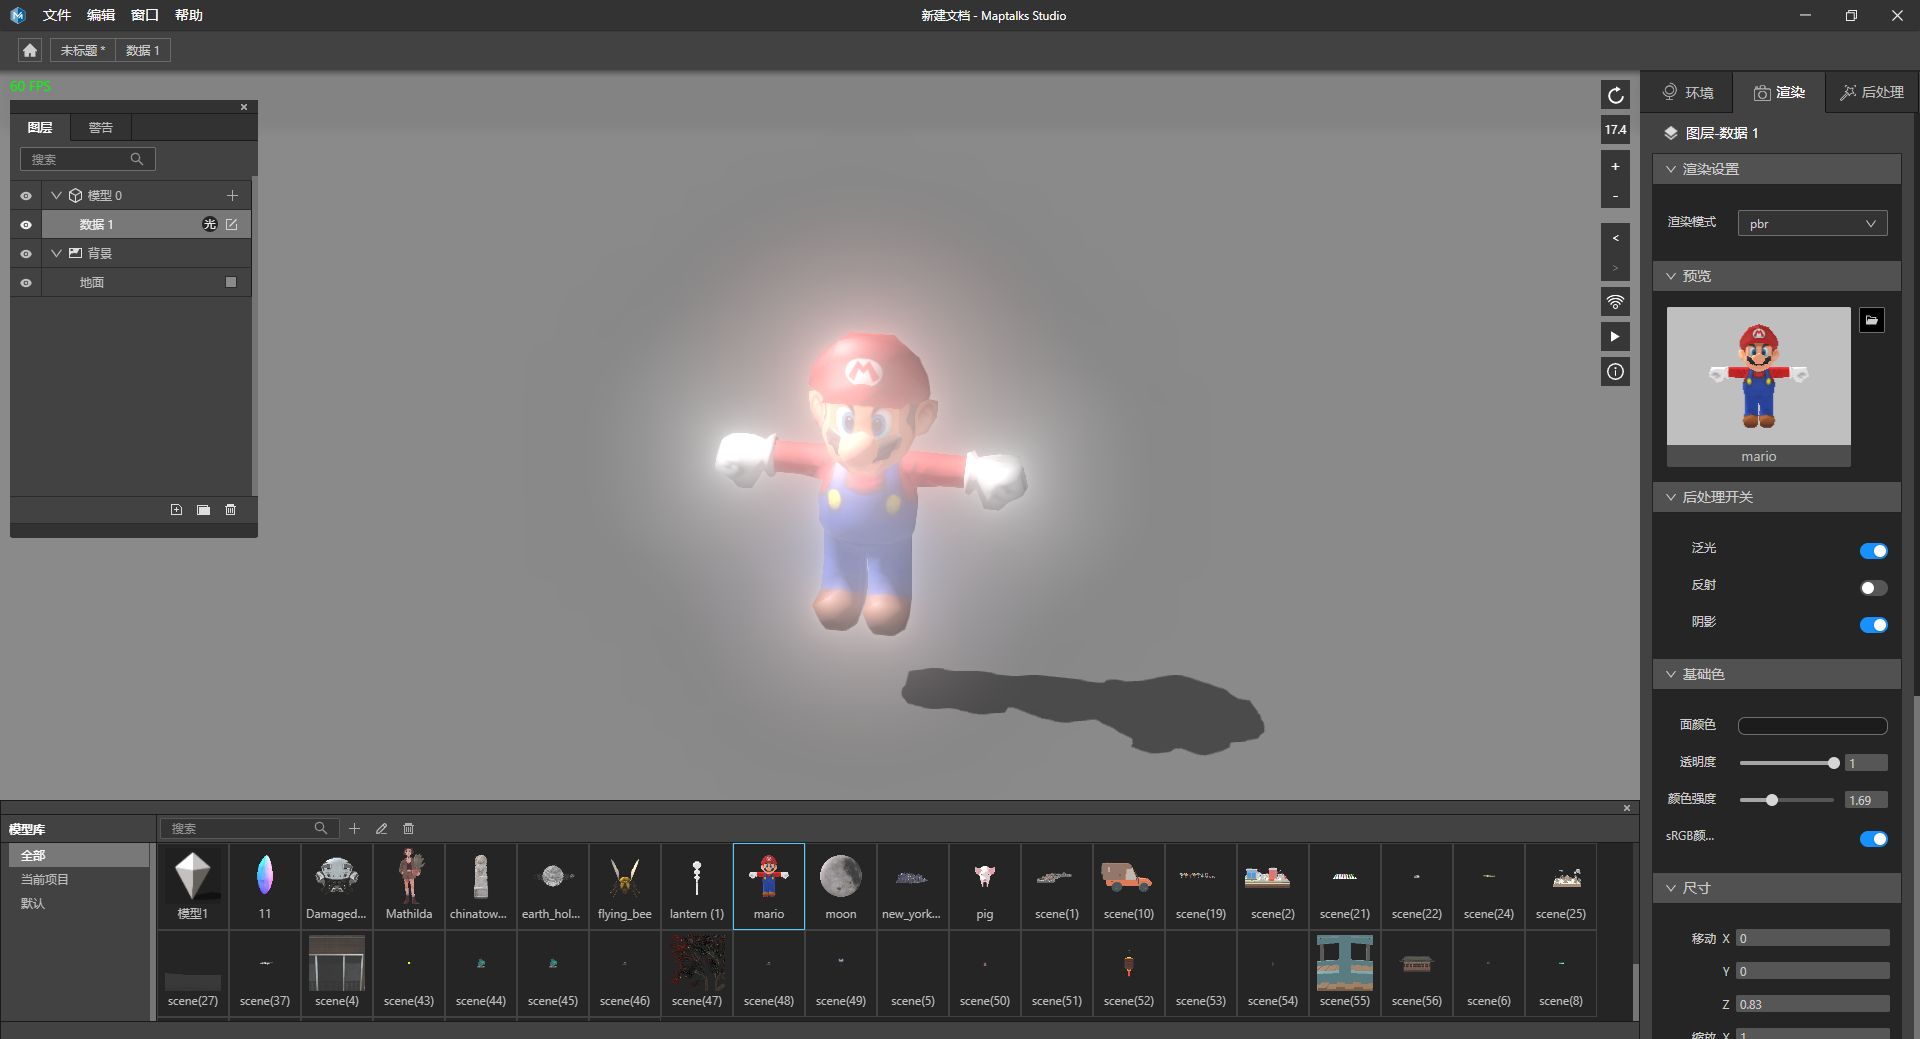 文件 编辑 窗口 帮助
新建文档 - Maptalks Studio
未标题 * 数据 1
60 FPS
图层 警告
搜索
模型 0
数据 1 光
背景
地面
17.4
+
-
<
>
环境 渲染 后处理
图层-数据 1
渲染设置
渲染模式 pbr
预览
mario
后处理开关
泛光
反射
阴影
基础色
面颜色
透明度 1
颜色强度 1.69
sRGB颜...
尺寸
移动 X 0
Y 0
Z 0.83
缩放 X 1
模型库
搜索
全部
当前项目
默认
模型1 11 Damaged... Mathilda chinatow... earth_hol... flying_bee lantern (1) mario moon new_york... pig scene(1) scene(10) scene(19) scene(2) scene(21) scene(22) scene(24) scene(25)
scene(27) scene(37) scene(4) scene(43) scene(44) scene(45) scene(46) scene(47) scene(48) scene(49) scene(5) scene(50) scene(51) scene(52) scene(53) scene(54) scene(55) scene(56) scene(6) scene(8)